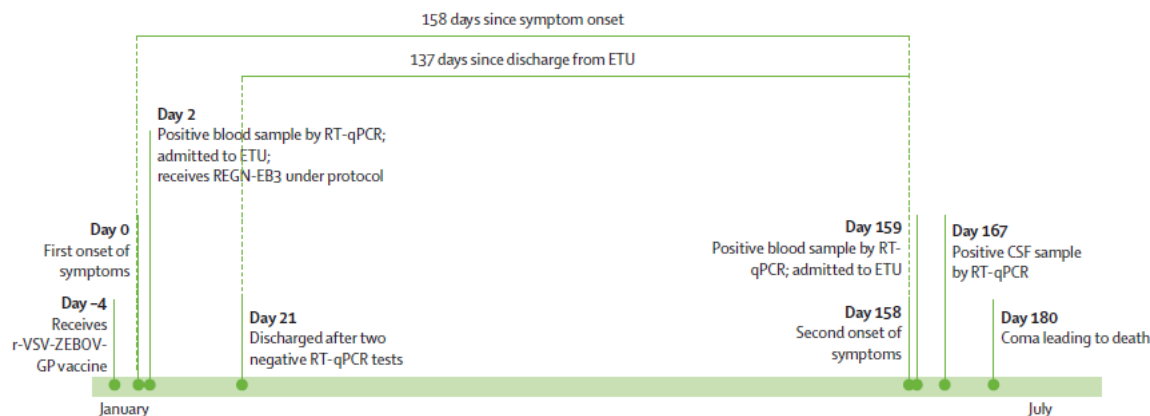 158 days since symptom onset
137 days since discharge from ETU
Day 2
Positive blood sample by RT-qPCR;
admitted to ETU;
receives REGN-EB3 under protocol
Day 0
First onset of
symptoms
Day –4
Receives
r-VSV-ZEBOV-
GP vaccine
Day 21
Discharged after two
negative RT-qPCR tests
Day 159
Positive blood sample by RT-
qPCR; admitted to ETU
Day 158
Second onset of
symptoms
Day 167
Positive CSF sample
by RT-qPCR
Day 180
Coma leading to death
January
July